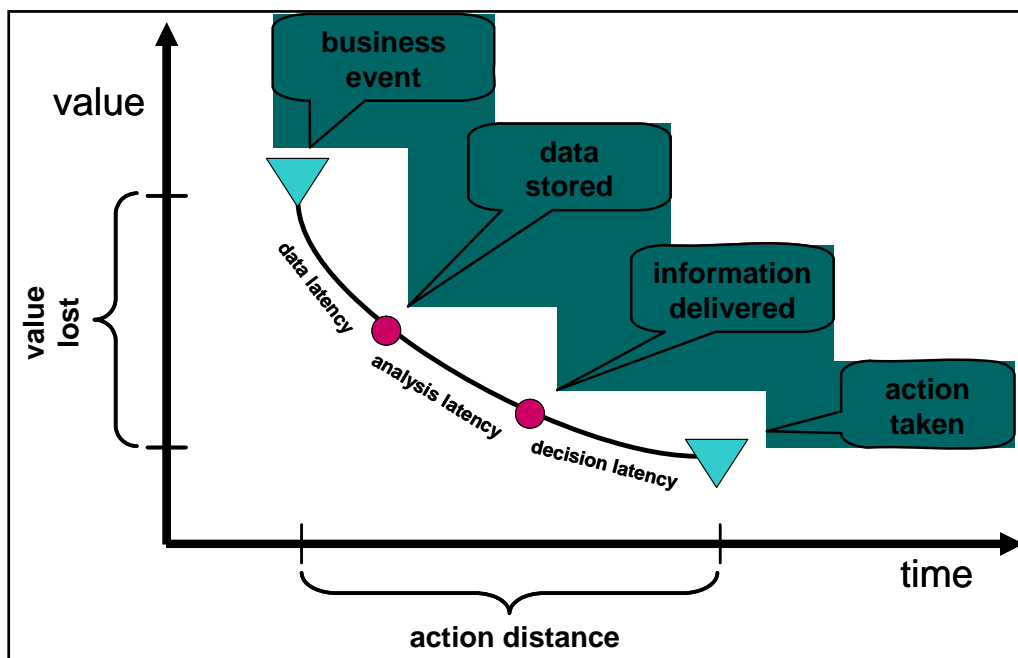 business
event
value
data
stored
data latency
information
delivered
value
lost
analysis latency
action
taken
decision latency
time
action distance